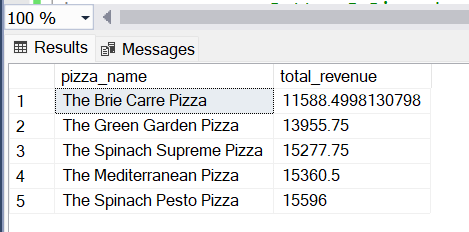 100 %
Results Messages
pizza_name total_revenue
1 The Brie Carre Pizza 11588.4998130798
2 The Green Garden Pizza 13955.75
3 The Spinach Supreme Pizza 15277.75
4 The Mediterranean Pizza 15360.5
5 The Spinach Pesto Pizza 15596